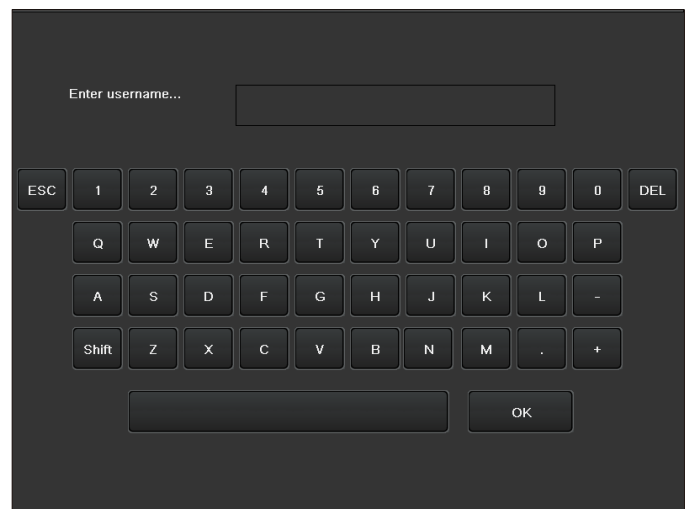 Enter username...
ESC 1 2 3 4 5 6 7 8 9 0 DEL
Q W E R T Y U I O P
A S D F G H J K L -
Shift Z X C V B N M . +
OK